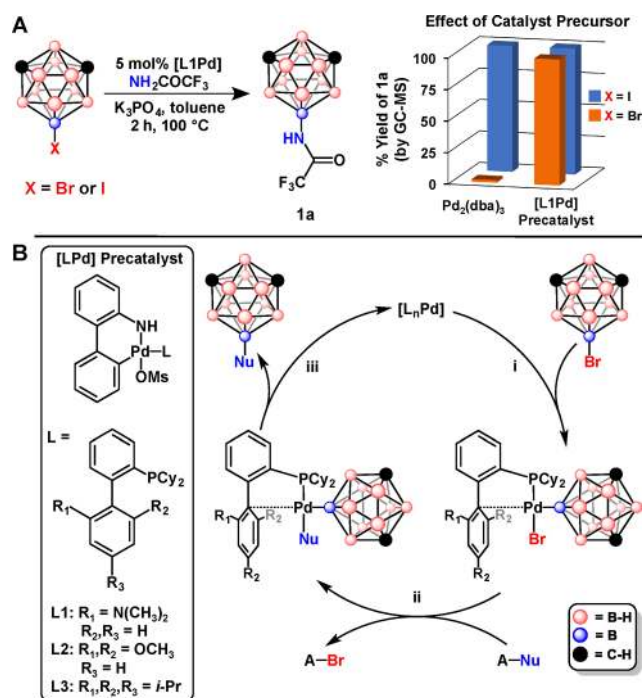 A
5 mol% [L1Pd]
NH2COCF3
K3PO4, toluene
2 h, 100 °C
X
X = Br or I
HN
O
F3C
1a
Effect of Catalyst Precursor
% Yield of 1a
(by GC-MS)
100
75
50
25
0
Pd2(dba)3
[L1Pd]
Precatalyst
X = I
X = Br
B
[LPd] Precatalyst
NH
Pd-L
OMs
L =
PCy2
R1
R2
R3
L1: R1 = N(CH3)2
R2,R3 = H
L2: R1,R2 = OCH3
R3 = H
L3: R1,R2,R3 = i-Pr
Nu
[LnPd]
Br
iii
i
PCy2
R1
R2
Pd
Nu
R2
PCy2
R1
R2
Pd
Br
R2
ii
A-Br
A-Nu
= B-H
= B
= C-H